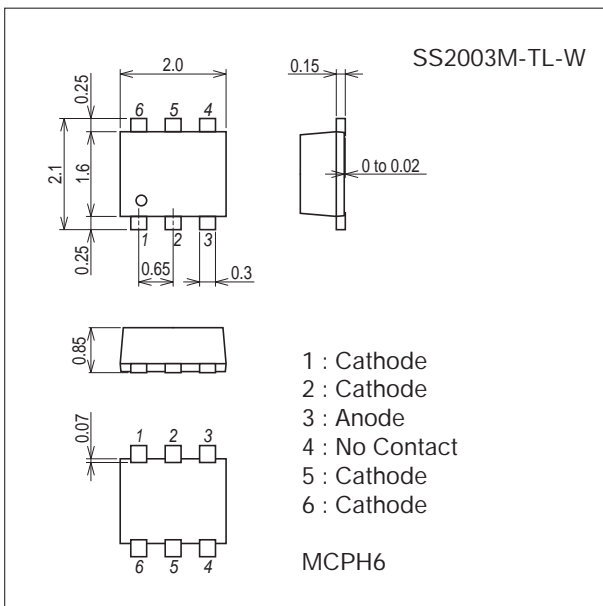 SS2003M-TL-W
2.0
0.15
0.25
6 5 4
2.1
1.6
0 to 0.02
0.25
1 2 3
0.65
0.3
0.85
1 : Cathode
2 : Cathode
3 : Anode
4 : No Contact
5 : Cathode
6 : Cathode
0.07
1 2 3
6 5 4
MCPH6